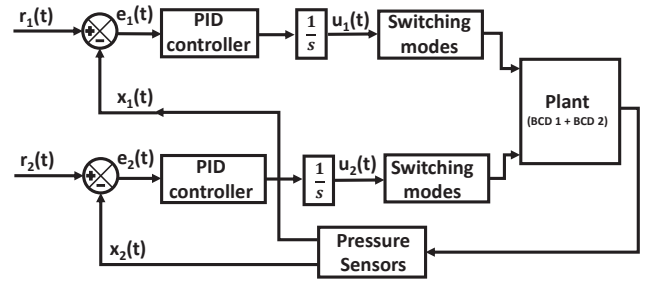 r₁(t)
+
-
e₁(t)
PID
controller
1
s
u₁(t)
Switching
modes
x₁(t)
Plant
(BCD 1 + BCD 2)
r₂(t)
+
-
e₂(t)
PID
controller
1
s
u₂(t)
Switching
modes
x₂(t)
Pressure
Sensors